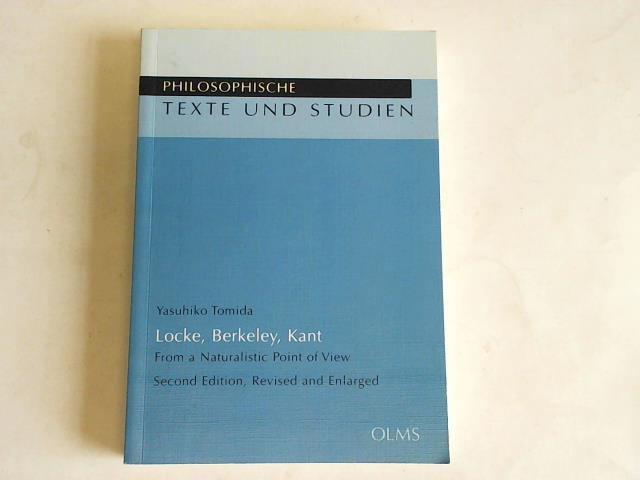 PHILOSOPHISCHE
TEXTE UND STUDIEN
Yasuhiko Tomida
Locke, Berkeley, Kant
From a Naturalistic Point of View
Second Edition, Revised and Enlarged
OLMS